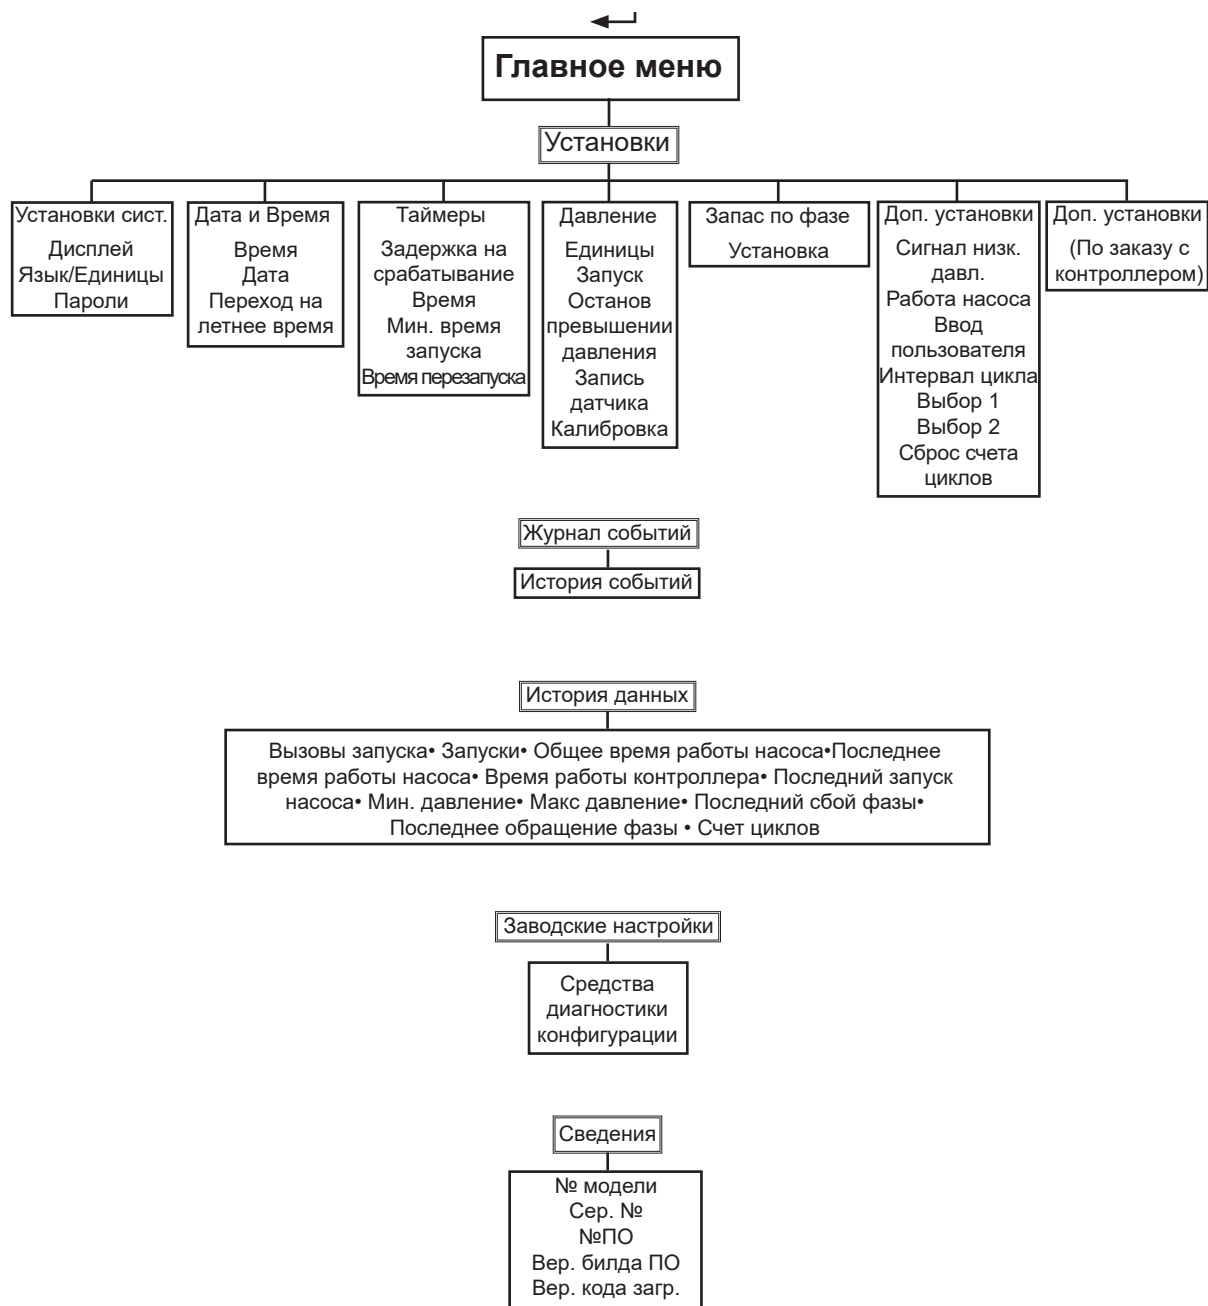 Главное меню
Установки
Установки сист.
Дисплей
Язык/Единицы
Пароли
Дата и Время
Время
Дата
Переход на
летнее время
Таймеры
Задержка на
срабатывание
Время
Мин. время
запуска
Время перезапуска
Давление
Единицы
Запуск
Останов
превышении
давления
Запись
датчика
Калибровка
Запас по фазе
Установка
Доп. установки
Сигнал низк.
давл.
Работа насоса
Ввод
пользователя
Интервал цикла
Выбор 1
Выбор 2
Сброс счета
циклов
Доп. установки
(По заказу с
контроллером)
Журнал событий
История событий
История данных
Вызовы запуска• Запуски• Общее время работы насоса•Последнее
время работы насоса• Время работы контроллера• Последний запуск
насоса• Мин. давление• Макс давление• Последний сбой фазы•
Последнее обращение фазы • Счет циклов
Заводские настройки
Средства
диагностики
конфигурации
Сведения
№ модели
Сер. №
№ПО
Вер. билда ПО
Вер. кода загр.